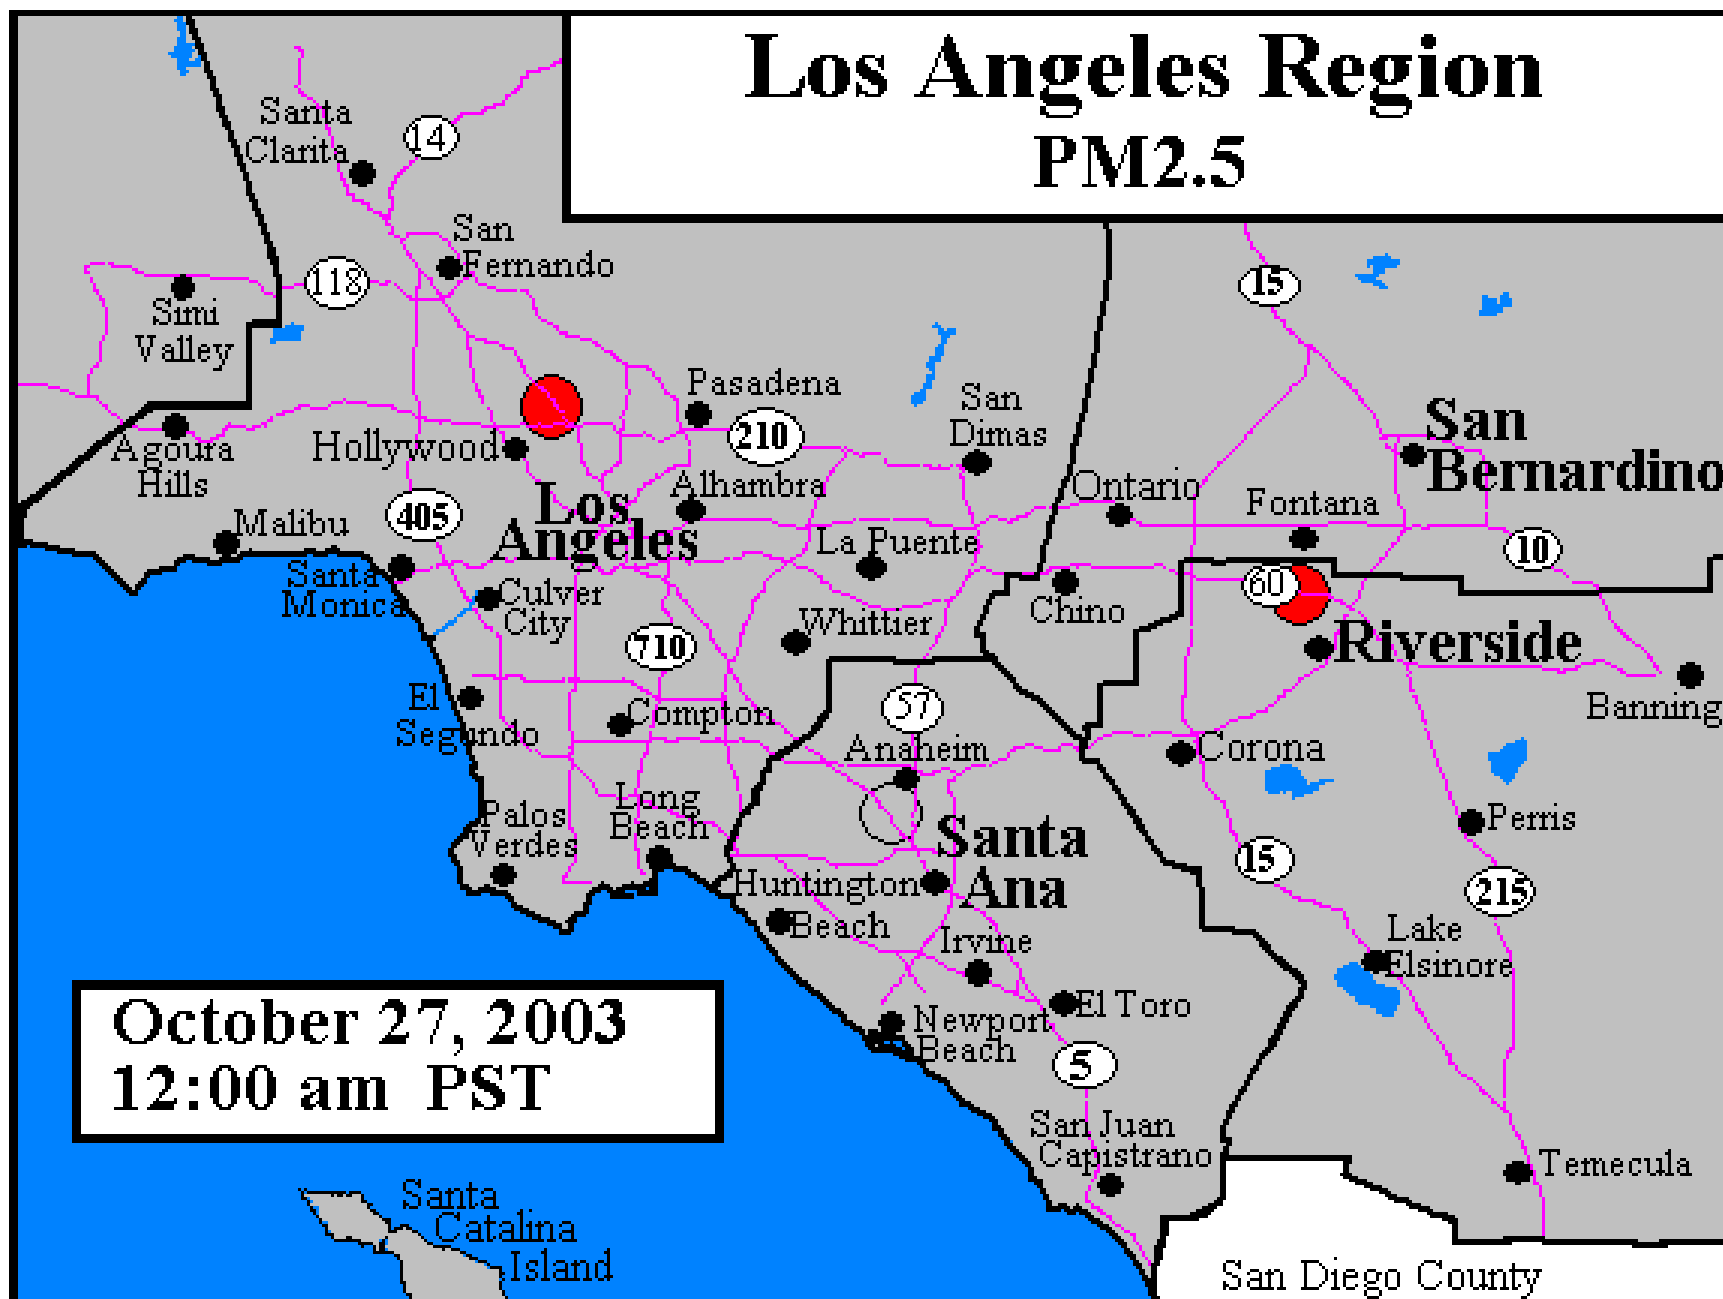 Los Angeles Region
PM2.5
Santa
Clarita
14
San
Fernando
118
15
Simi
Valley
Pasadena
210
San
Dimas
San
Bernardino
Agoura
Hills
Hollywood
405
Los
Angeles
Alhambra
Ontario
Fontana
10
Malibu
Santa
Monica
Culver
City
La Puente
Chino
60
Whittier
710
Riverside
Banning
El
Segundo
Compton
57
Anaheim
Corona
Palos
Verdes
Long
Beach
Santa
Ana
Perris
15
215
Huntington
Beach
Irvine
Lake
Elsinore
El Toro
Newport
Beach
5
October 27, 2003
12:00 am PST
San Juan
Capistrano
Temecula
Santa
Catalina
Island
San Diego County